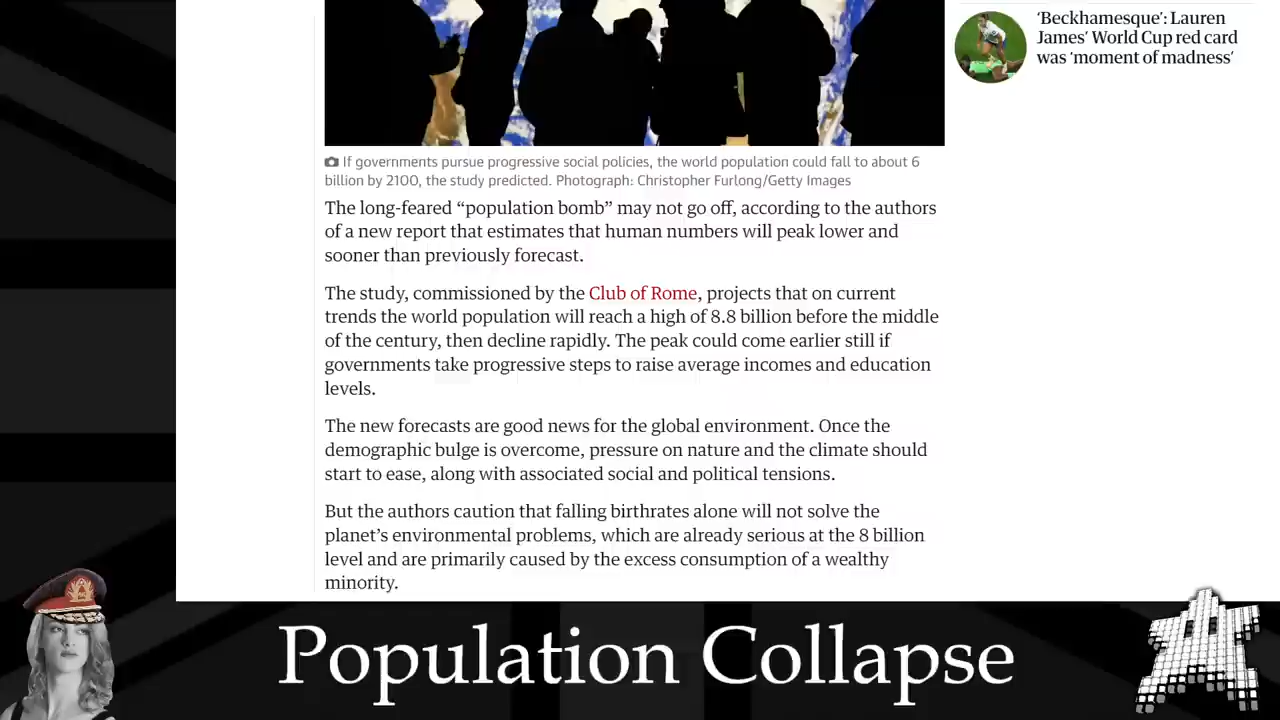 ‘Beckhamesque’: Lauren
James’ World Cup red card
was ‘moment of madness’
If governments pursue progressive social policies, the world population could fall to about 6
billion by 2100, the study predicted. Photograph: Christopher Furlong/Getty Images
The long-feared “population bomb” may not go off, according to the authors
of a new report that estimates that human numbers will peak lower and
sooner than previously forecast.
The study, commissioned by the Club of Rome, projects that on current
trends the world population will reach a high of 8.8 billion before the middle
of the century, then decline rapidly. The peak could come earlier still if
governments take progressive steps to raise average incomes and education
levels.
The new forecasts are good news for the global environment. Once the
demographic bulge is overcome, pressure on nature and the climate should
start to ease, along with associated social and political tensions.
But the authors caution that falling birthrates alone will not solve the
planet’s environmental problems, which are already serious at the 8 billion
level and are primarily caused by the excess consumption of a wealthy
minority.
Population Collapse